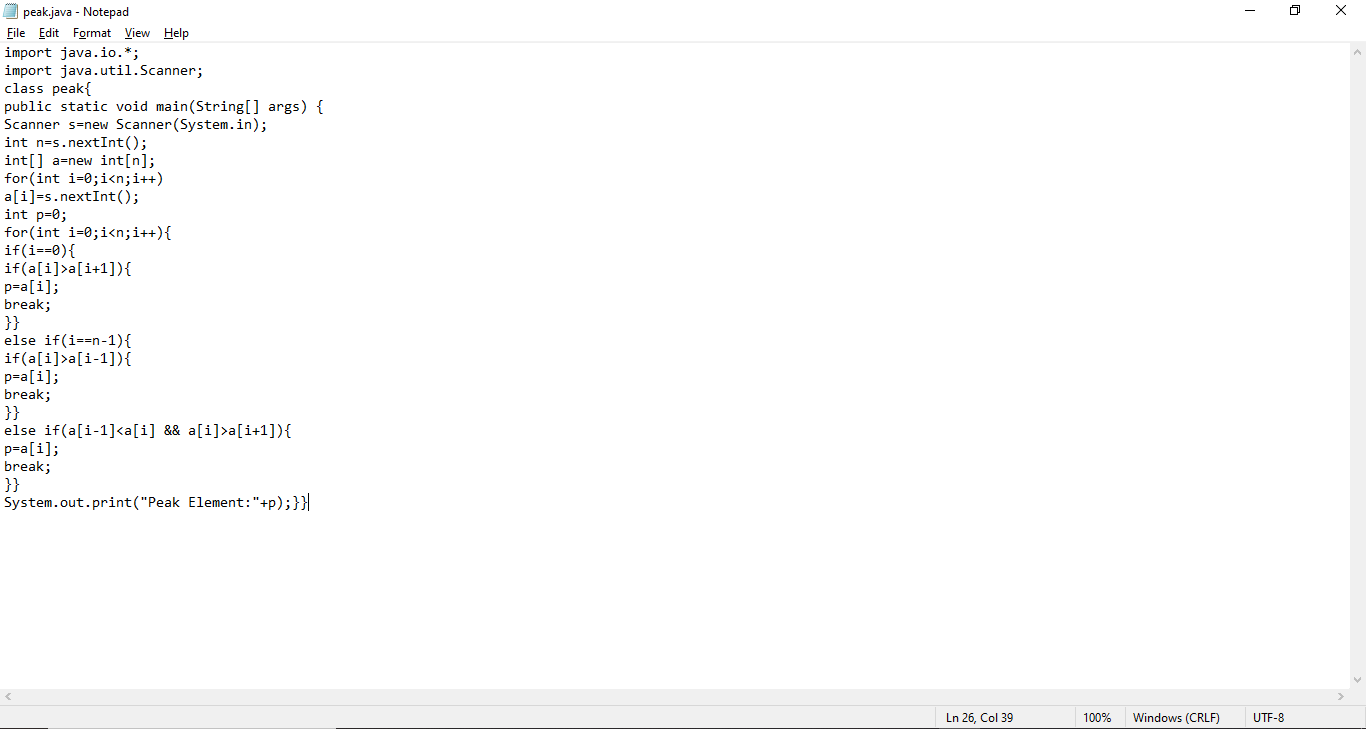 peak.java - Notepad
File Edit Format View Help
import java.io.*;
import java.util.Scanner;
class peak{
public static void main(String[] args) {
Scanner s=new Scanner(System.in);
int n=s.nextInt();
int[] a=new int[n];
for(int i=0;i<n;i++)
a[i]=s.nextInt();
int p=0;
for(int i=0;i<n;i++){
if(i==0){
if(a[i]>a[i+1]){
p=a[i];
break;
}}
else if(i==n-1){
if(a[i]>a[i-1]){
p=a[i];
break;
}}
else if(a[i-1]<a[i] && a[i]>a[i+1]){
p=a[i];
break;
}}
System.out.print("Peak Element:"+p);}}
Ln 26, Col 39 100% Windows (CRLF) UTF-8